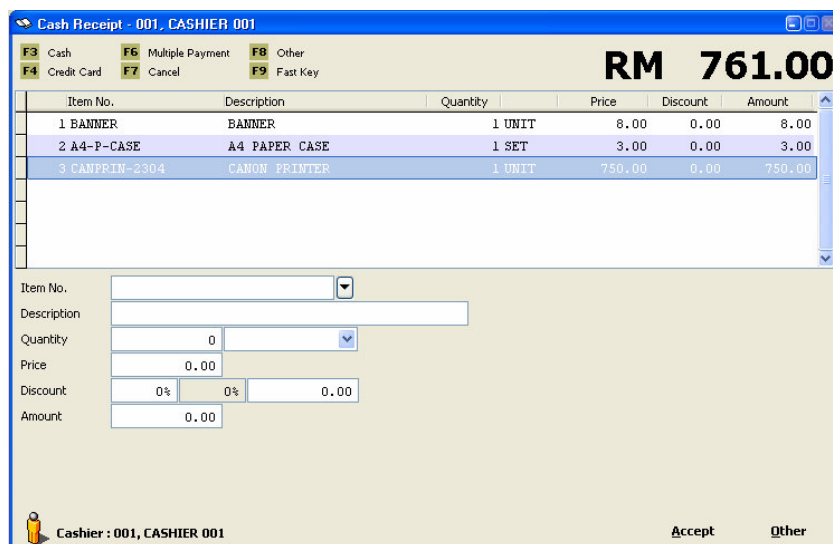 Cash Receipt - 001, CASHIER 001
F3 Cash F6 Multiple Payment F8 Other
F4 Credit Card F7 Cancel F9 Fast Key
RM 761.00
Item No. Description Quantity Price Discount Amount
1 BANNER BANNER 1 UNIT 8.00 0.00 8.00
2 A4-P-CASE A4 PAPER CASE 1 SET 3.00 0.00 3.00
3 CANPRIN-2304 CANON PRINTER 1 UNIT 750.00 0.00 750.00
Item No.
Description
Quantity 0
Price 0.00
Discount 0% 0% 0.00
Amount 0.00
Cashier : 001, CASHIER 001 Accept Other